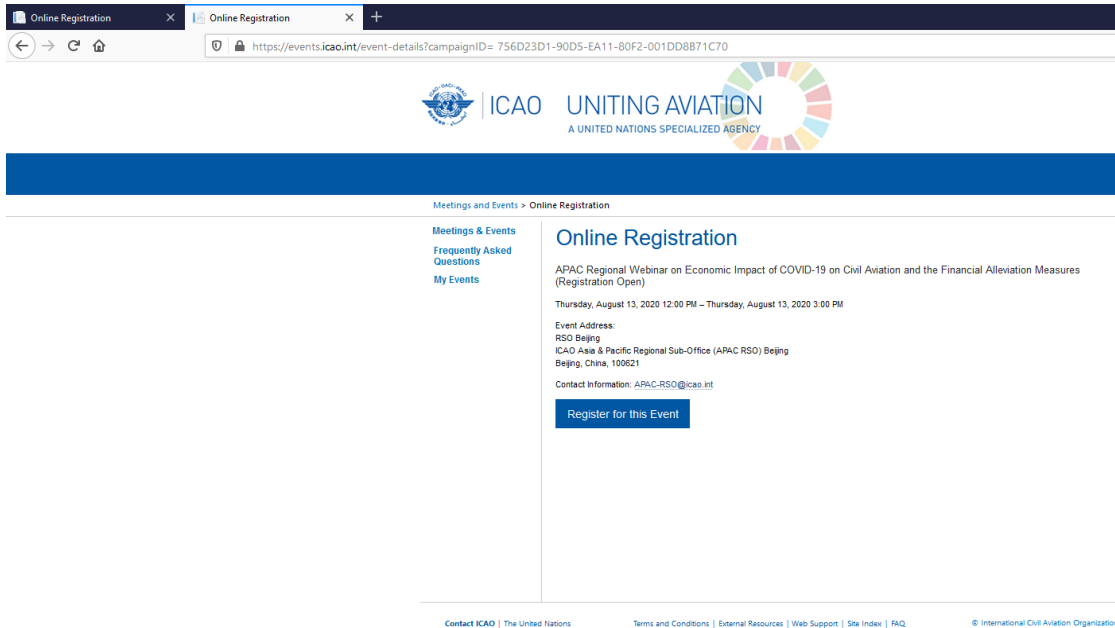 Online Registration
Online Registration
https://events.icao.int/event-details?campaignID= 756D23D1-90D5-EA11-80F2-001DD8B71C70
ICAO
UNITING AVIATION
A UNITED NATIONS SPECIALIZED AGENCY
Meetings and Events > Online Registration
Meetings & Events
Frequently Asked
Questions
My Events
Online Registration
APAC Regional Webinar on Economic Impact of COVID-19 on Civil Aviation and the Financial Alleviation Measures
(Registration Open)
Thursday, August 13, 2020 12:00 PM – Thursday, August 13, 2020 3:00 PM
Event Address:
RSO Beijing
ICAO Asia & Pacific Regional Sub-Office (APAC RSO) Beijing
Beijing, China, 100621
Contact Information: APAC-RSO@icao.int
Register for this Event
Contact ICAO | The United Nations
Terms and Conditions | External Resources | Web Support | Site Index | FAQ
© International Civil Aviation Organization